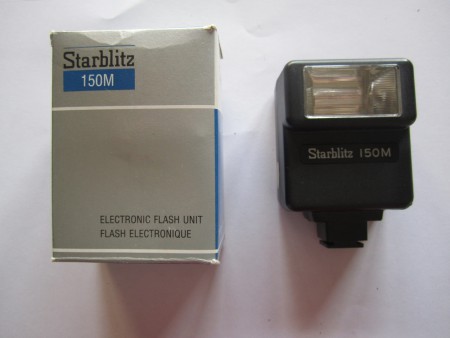 Starblitz
150M
ELECTRONIC FLASH UNIT
FLASH ELECTRONIQUE
Starblitz 150M